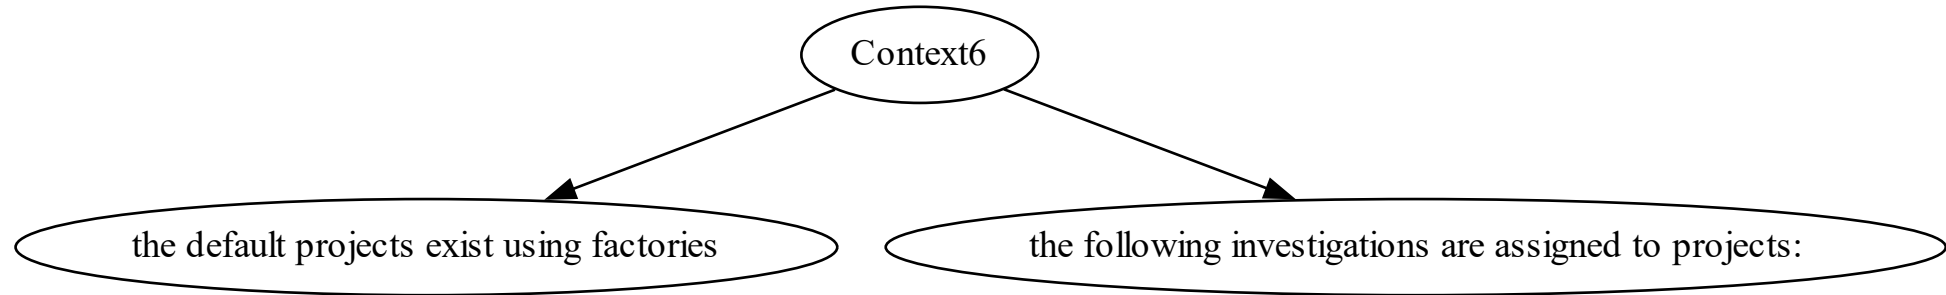 Context6
the default projects exist using factories
the following investigations are assigned to projects: